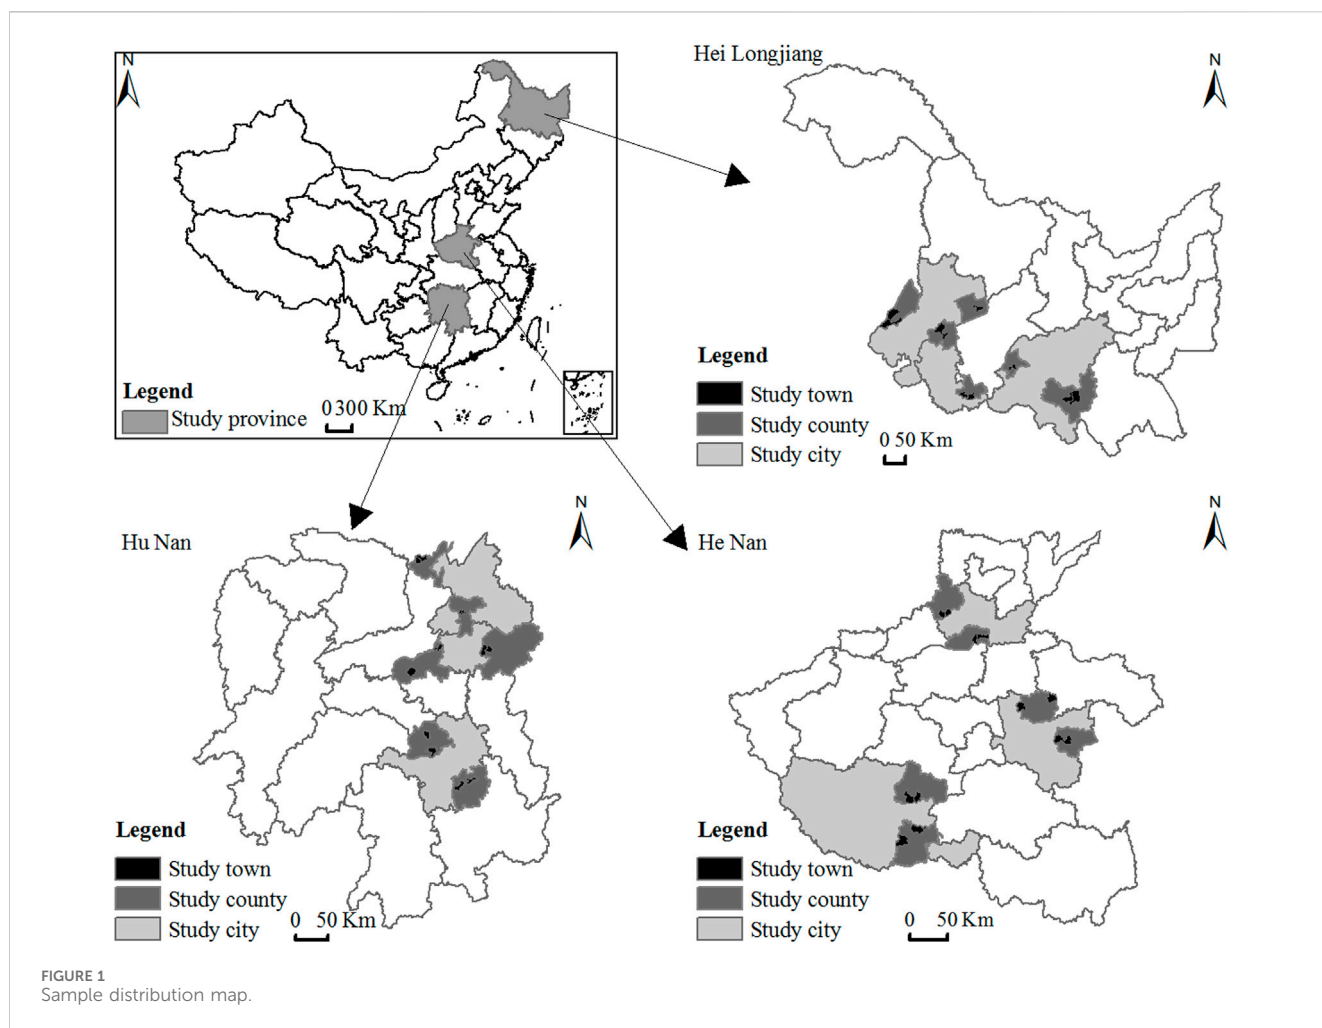 N
Legend
Study province
0 300 Km
Hei Longjiang
N
Legend
Study town
Study county
Study city
0 50 Km
Hu Nan
N
Legend
Study town
Study county
Study city
0 50 Km
He Nan
N
Legend
Study town
Study county
Study city
0 50 Km
FIGURE 1
Sample distribution map.